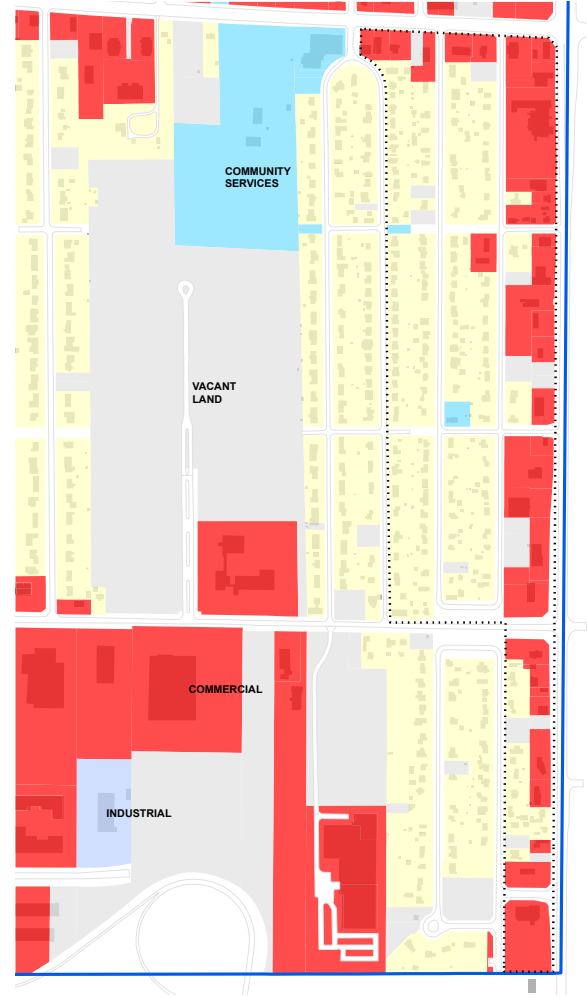 COMMUNITY
SERVICES
VACANT
LAND
COMMERCIAL
INDUSTRIAL